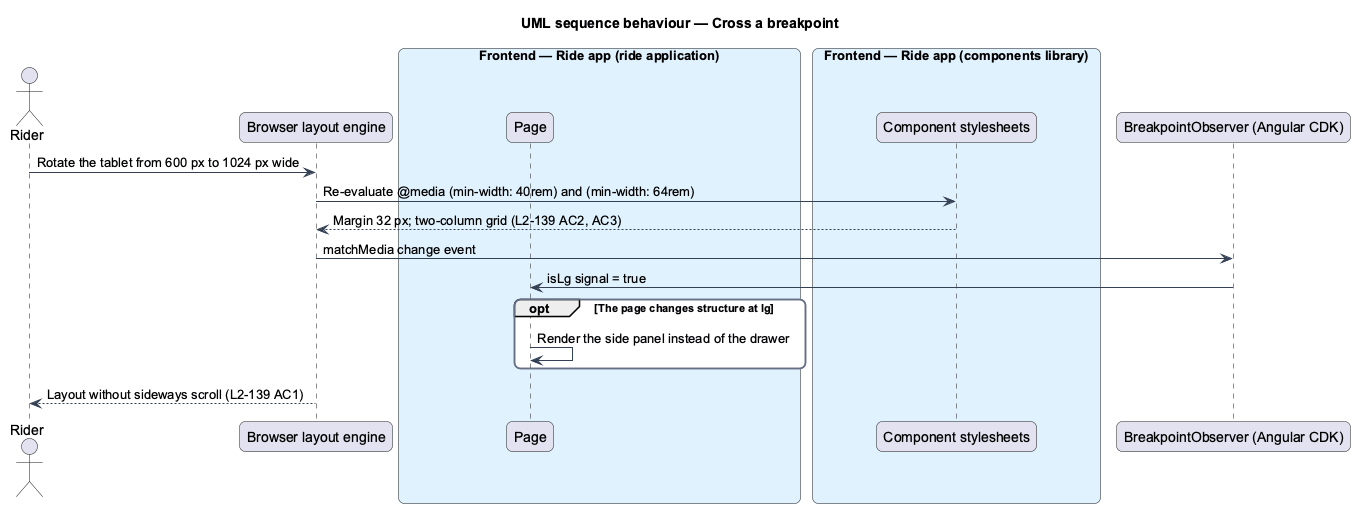 UML sequence behaviour — Cross a breakpoint
Frontend — Ride app (ride application)
Frontend — Ride app (components library)
Rider
Browser layout engine
Page
Component stylesheets
BreakpointObserver (Angular CDK)
Rotate the tablet from 600 px to 1024 px wide
Re-evaluate @media (min-width: 40rem) and (min-width: 64rem)
Margin 32 px; two-column grid (L2-139 AC2, AC3)
matchMedia change event
isLg signal = true
opt
[The page changes structure at lg]
Render the side panel instead of the drawer
Layout without sideways scroll (L2-139 AC1)
Rider
Browser layout engine
Page
Component stylesheets
BreakpointObserver (Angular CDK)